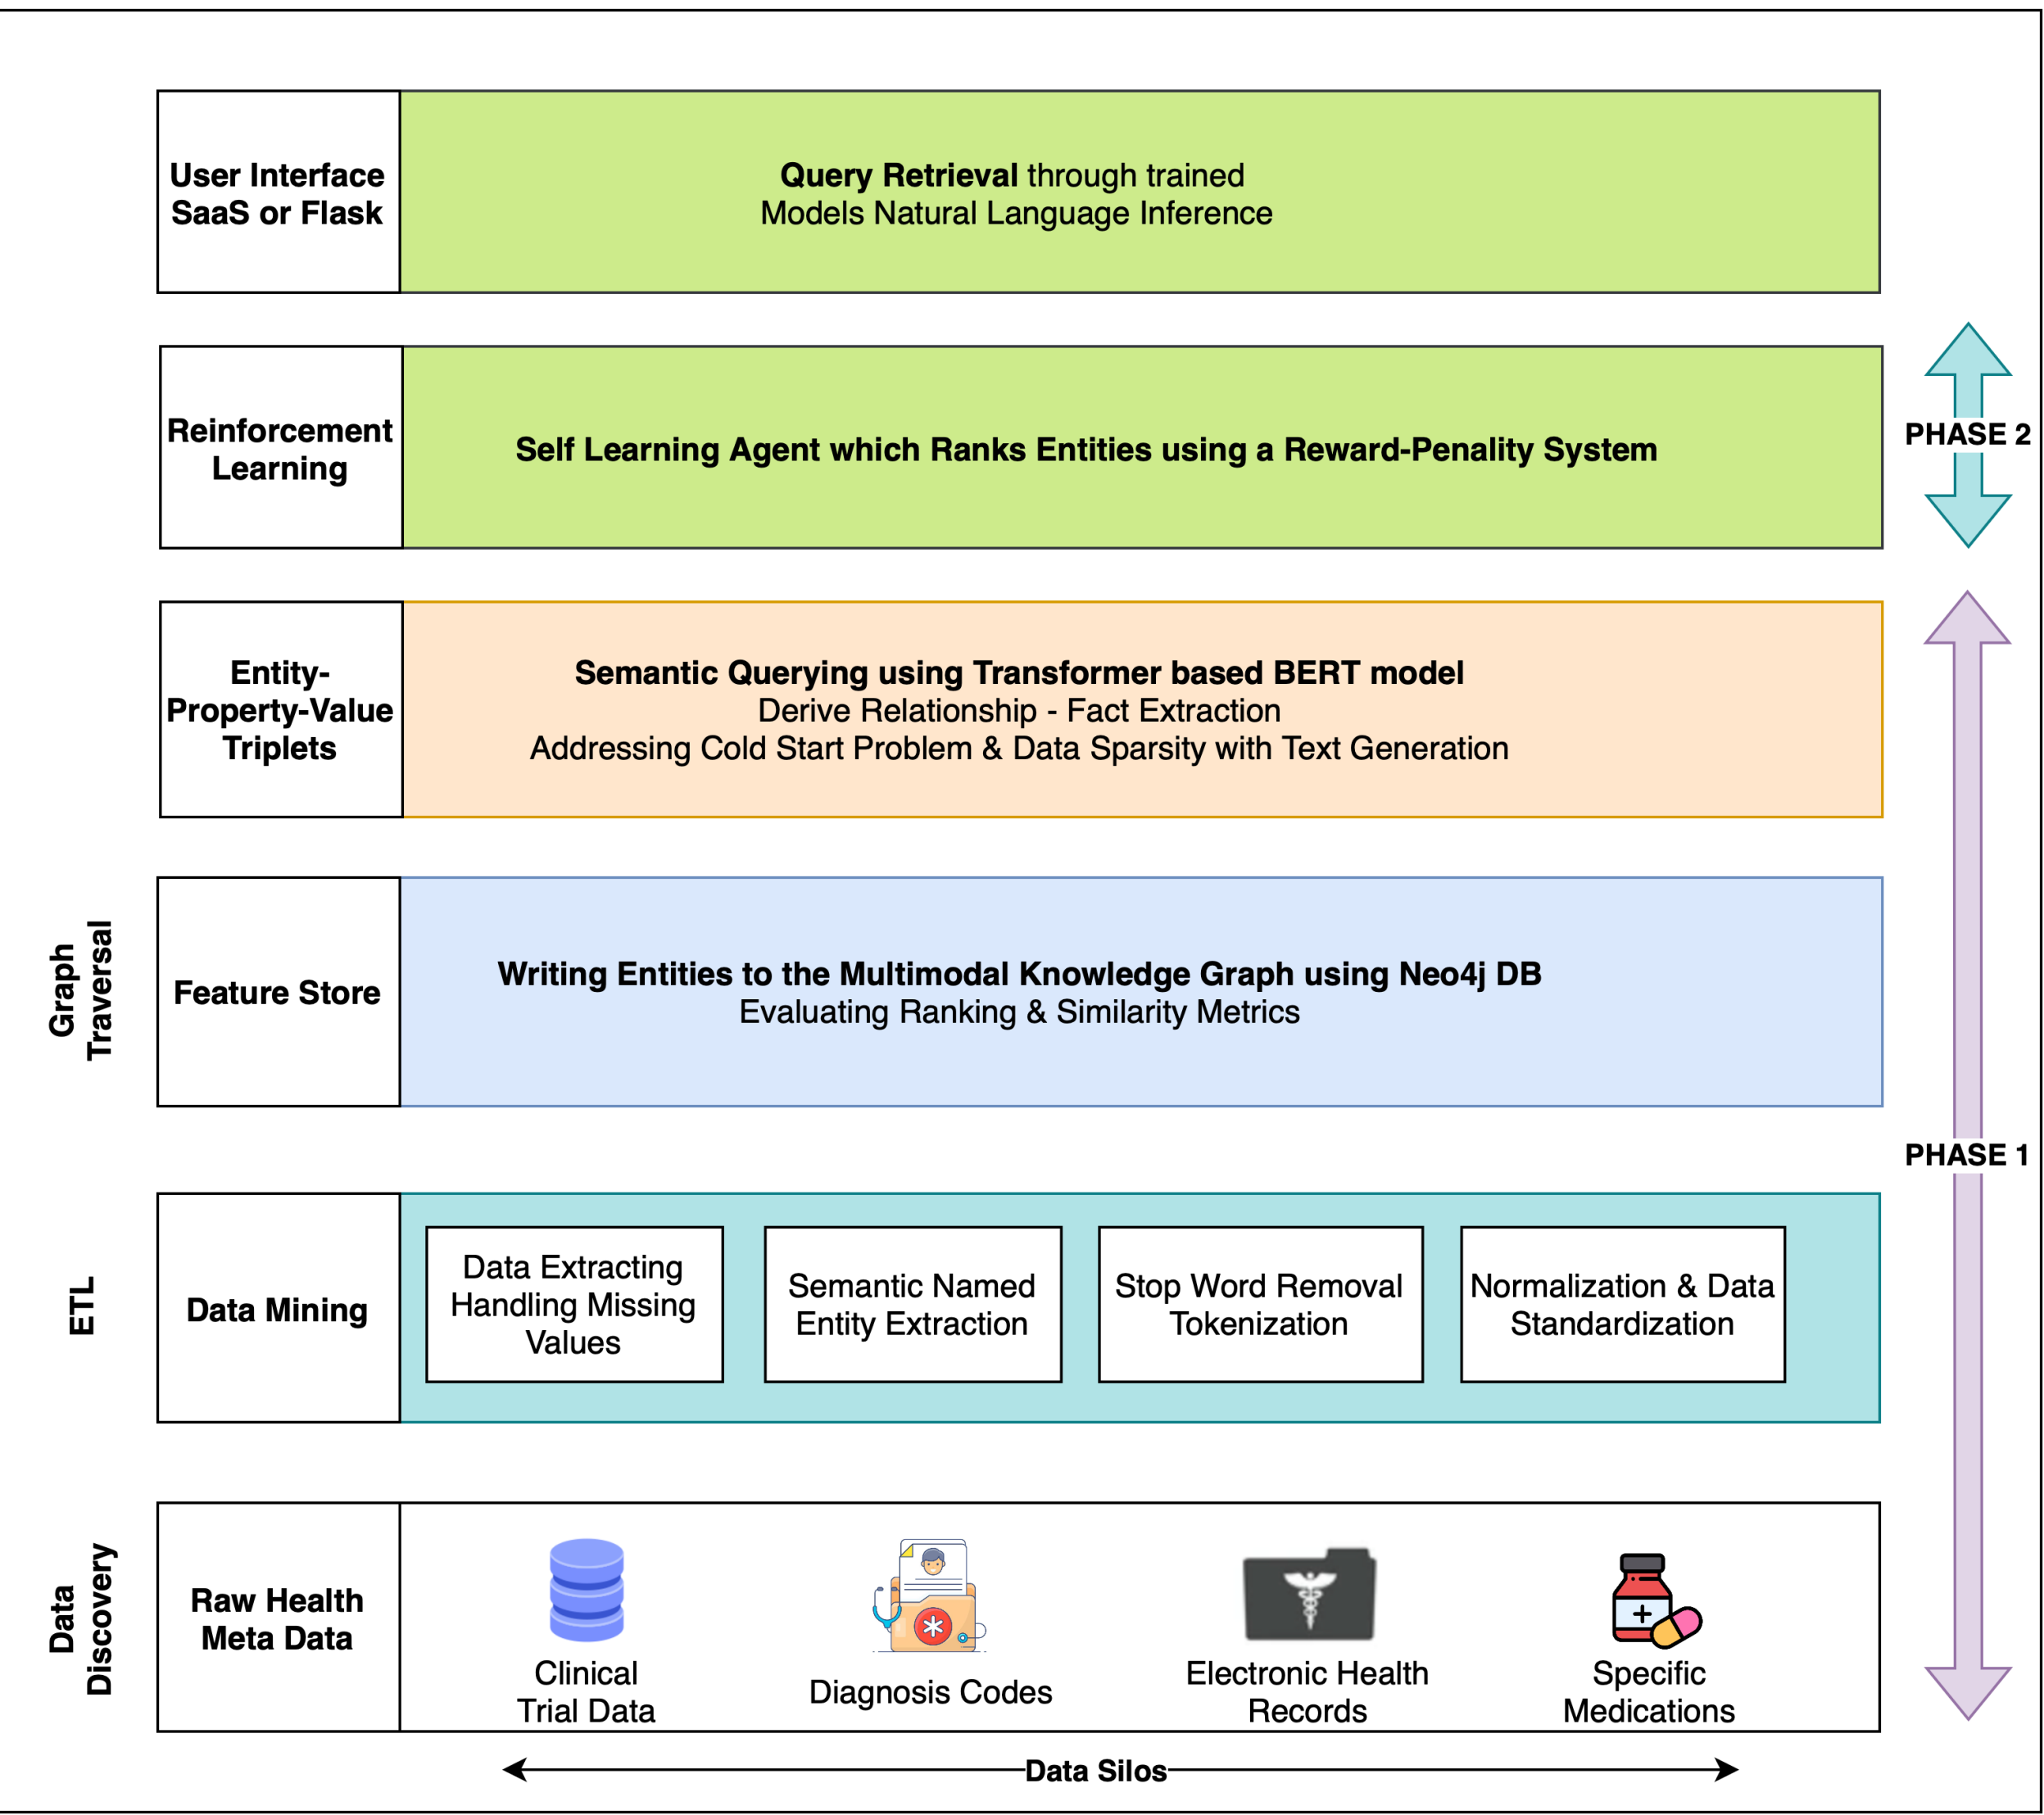 User Interface
SaaS or Flask
Query Retrieval through trained
Models Natural Language Inference
Reinforcement
Learning
Self Learning Agent which Ranks Entities using a Reward-Penality System
PHASE 2
Entity-
Property-Value
Triplets
Semantic Querying using Transformer based BERT model
Derive Relationship - Fact Extraction
Addressing Cold Start Problem & Data Sparsity with Text Generation
Graph
Traversal
Feature Store
Writing Entities to the Multimodal Knowledge Graph using Neo4j DB
Evaluating Ranking & Similarity Metrics
PHASE 1
ETL
Data Mining
Data Extracting
Handling Missing
Values
Semantic Named
Entity Extraction
Stop Word Removal
Tokenization
Normalization & Data
Standardization
Data
Discovery
Raw Health
Meta Data
Clinical
Trial Data
Diagnosis Codes
Electronic Health
Records
Specific
Medications
Data Silos